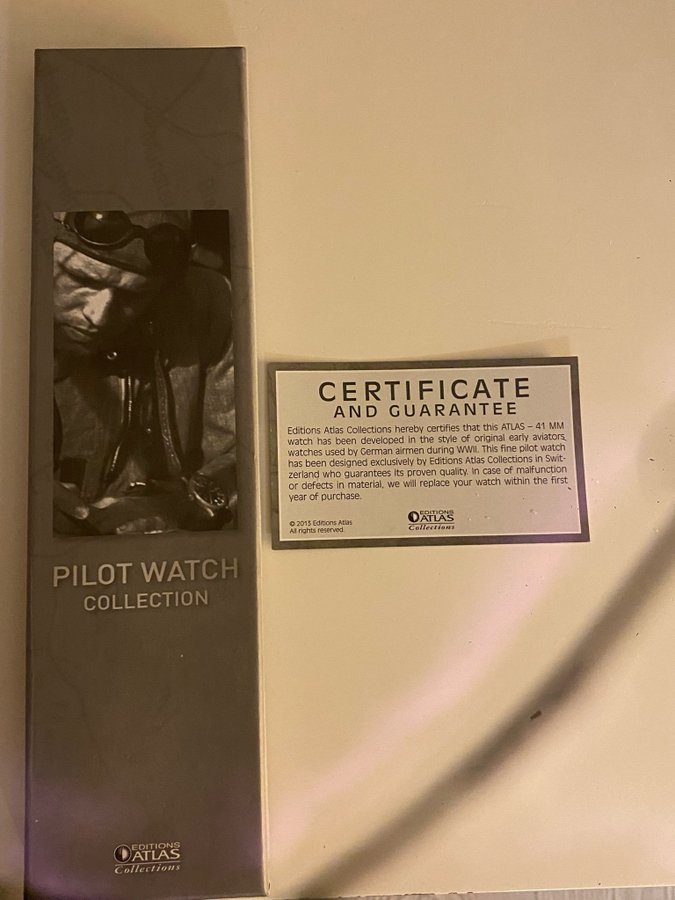 PILOT WATCH
COLLECTION
EDITIONS
ATLAS
Collections
CERTIFICATE
AND GUARANTEE
Editions Atlas Collections hereby certifies that this ATLAS – 41 MM
watch has been developed in the style of original early aviators,
watches used by German airmen during WWII. This fine pilot watch
has been designed exclusively by Editions Atlas Collections in Swit-
zerland who guarantees its proven quality. In case of malfunction
or defects in material, we will replace your watch within the first
year of purchase.
© 2013 Editions Atlas
All rights reserved.
EDITIONS
ATLAS
Collections